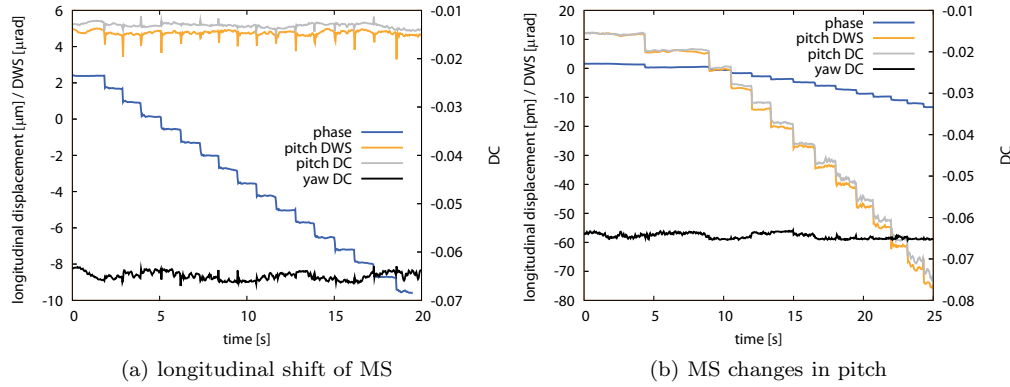 longitudinal displacement [μm] / DWS [μrad]
6
4
2
0
-2
-4
-6
-8
-10
phase
pitch DWS
pitch DC
yaw DC
-0.01
-0.02
-0.03
-0.04
-0.05
-0.06
-0.07
DC
0 5 10 15 20
time [s]
(a) longitudinal shift of MS
longitudinal displacement [pm] / DWS [μrad]
20
10
0
-10
-20
-30
-40
-50
-60
-70
-80
phase
pitch DWS
pitch DC
yaw DC
-0.01
-0.02
-0.03
-0.04
-0.05
-0.06
-0.07
-0.08
DC
0 5 10 15 20 25
time [s]
(b) MS changes in pitch